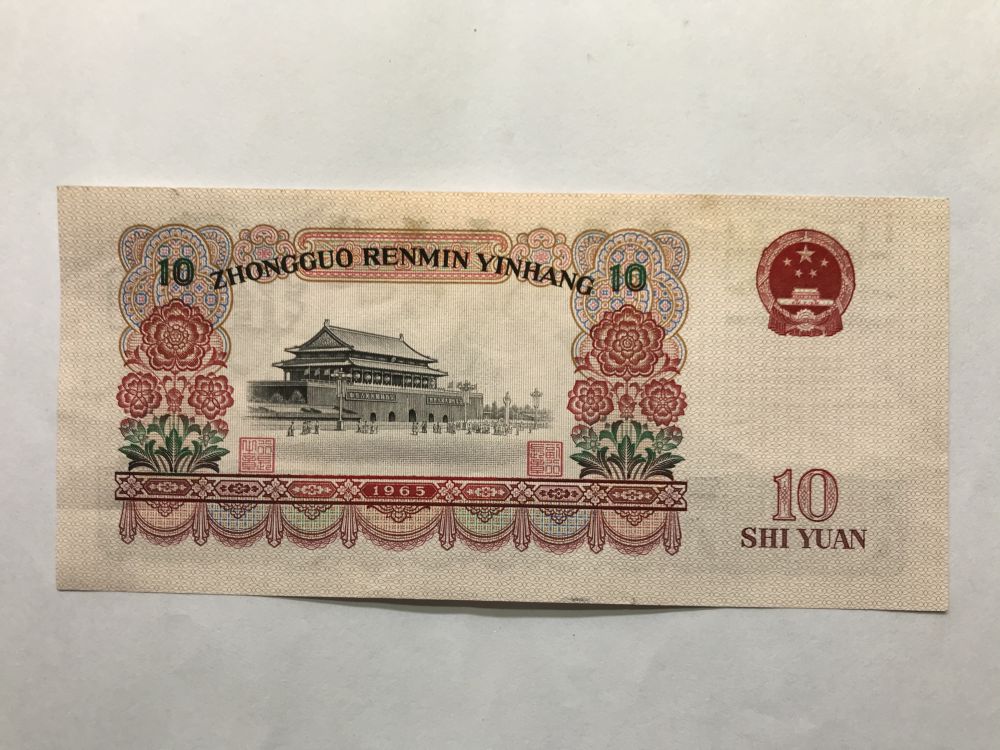 10 ZHONGGUO RENMIN YINHANG 10
1965
10
SHI YUAN